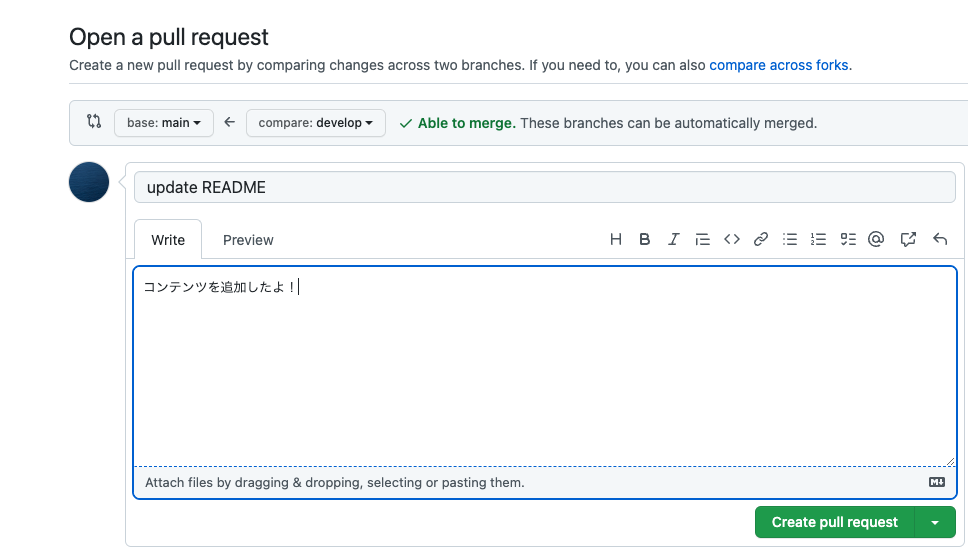 Open a pull request
Create a new pull request by comparing changes across two branches. If you need to, you can also compare across forks.
base: main compare: develop Able to merge. These branches can be automatically merged.
update README
Write Preview H B I
コンテンツを追加したよ！
Attach files by dragging & dropping, selecting or pasting them.
Create pull request